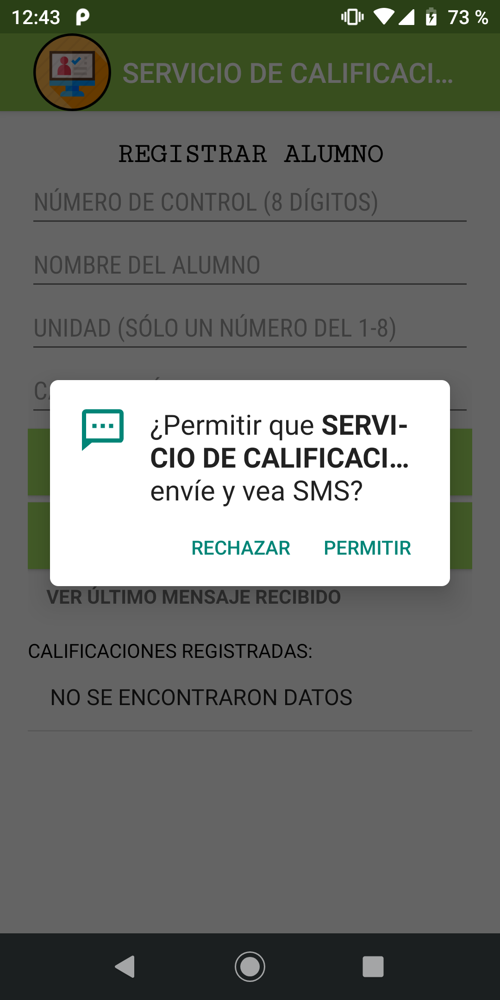 12:43
73 %
SERVICIO DE CALIFICACI...
REGISTRAR ALUMNO
NÚMERO DE CONTROL (8 DÍGITOS)
NOMBRE DEL ALUMNO
UNIDAD (SÓLO UN NÚMERO DEL 1-8)
¿Permitir que SERVI-
CIO DE CALIFICACI...
envíe y vea SMS?
RECHAZAR PERMITIR
VER ÚLTIMO MENSAJE RECIBIDO
CALIFICACIONES REGISTRADAS:
NO SE ENCONTRARON DATOS